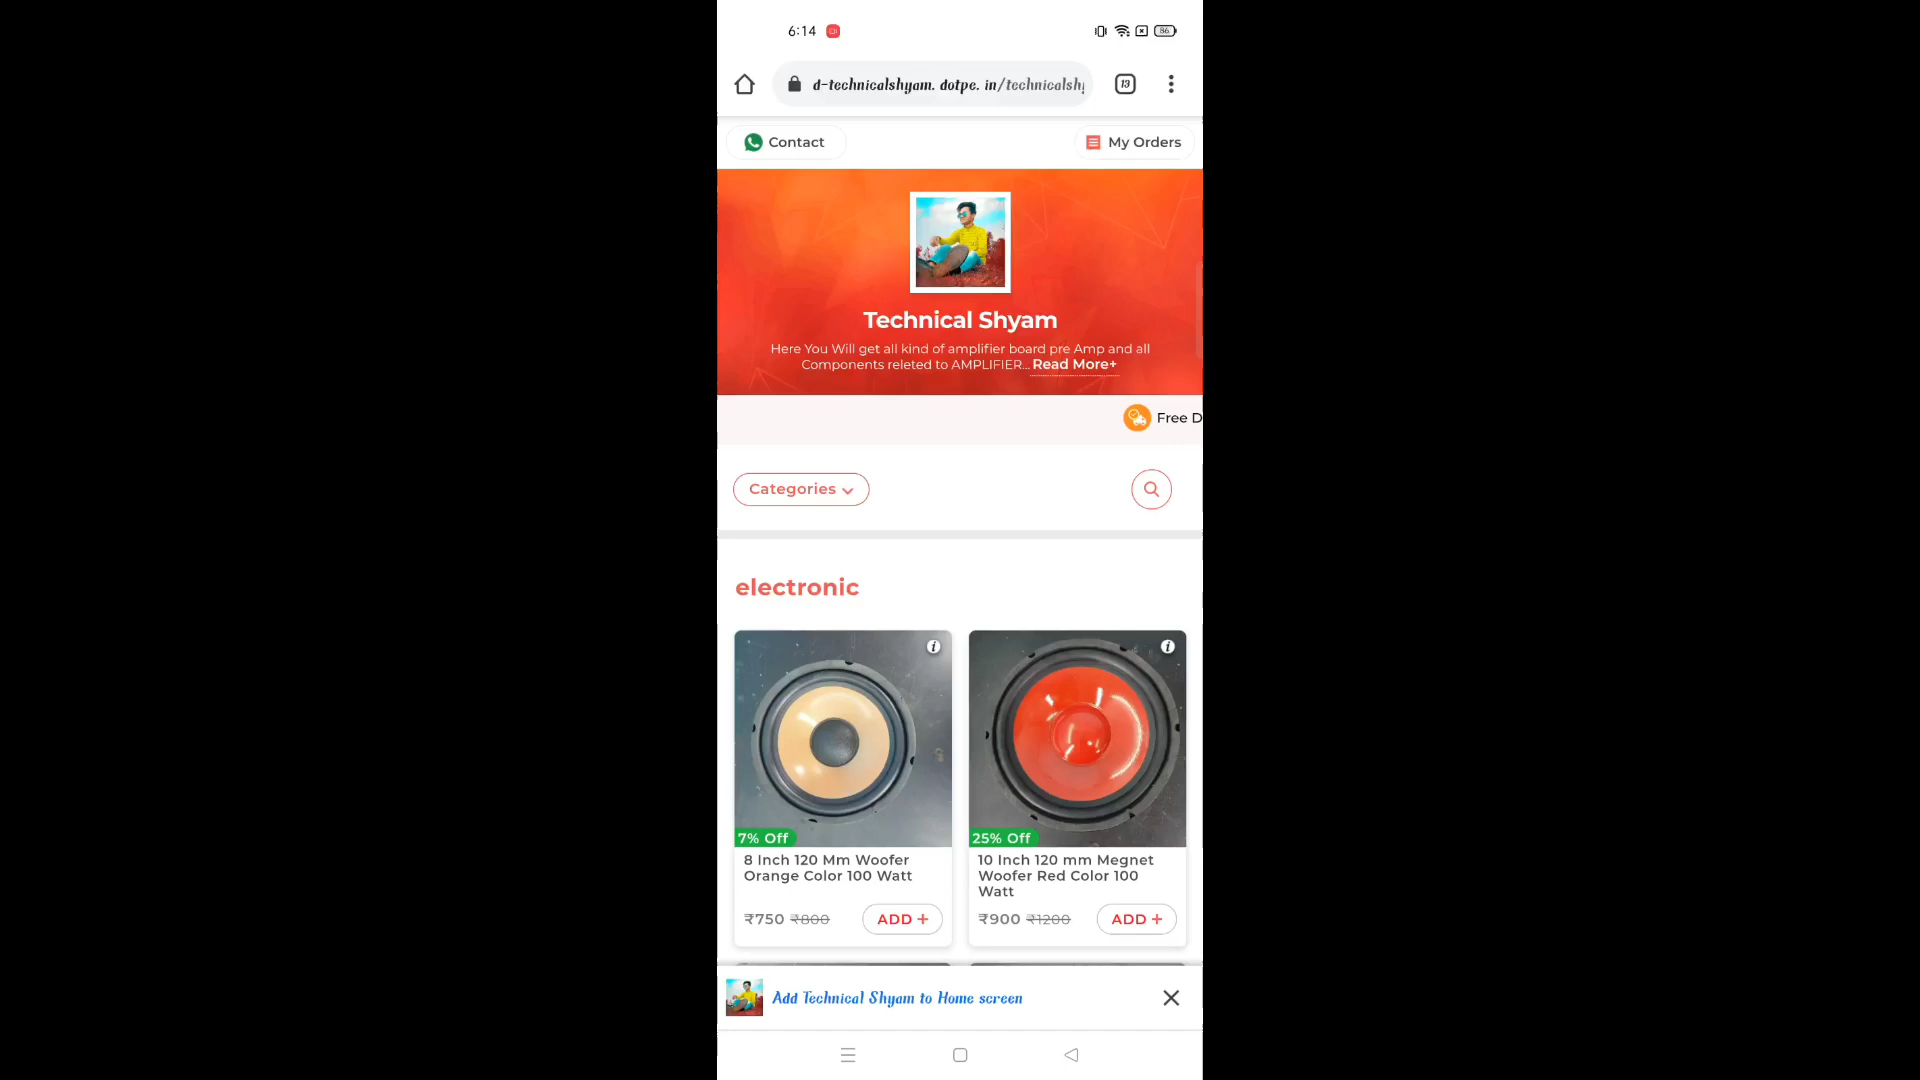 6:14
86
d-technicalshyam. dotpe. in/technicalshy
13
Contact
My Orders
Technical Shyam
Here You Will get all kind of amplifier board pre Amp and all
Components releted to AMPLIFIER... Read More+
Free D
Categories
electronic
7% Off
8 Inch 120 Mm Woofer
Orange Color 100 Watt
₹750 ₹800
ADD +
25% Off
10 Inch 120 mm Megnet
Woofer Red Color 100
Watt
₹900 ₹1200
ADD +
Add Technical Shyam to Home screen